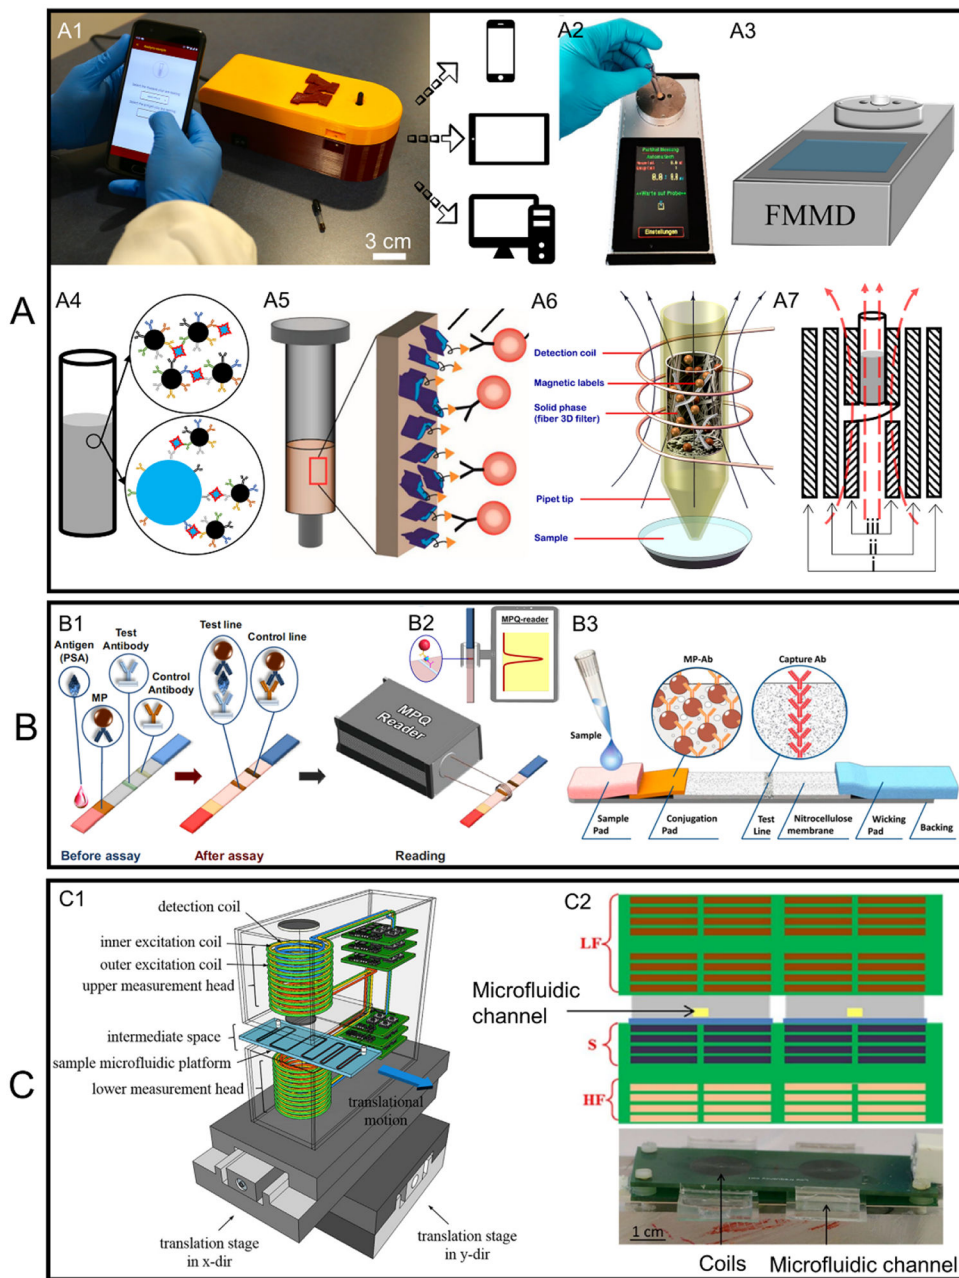 A1
3 cm
A2
Einstellungen
A3
FMMD
A
A4
A5
A6
Detection coil
Magnetic labels
Solid phase
(fiber 3D filter)
Pipet tip
Sample
A7
iii
ii
i
B
B1
Antigen
(PSA)
MP
Test
Antibody
Control
Antibody
Test line
Control line
Before assay
After assay
Reading
B2
MPQ-reader
MPQ
Reader
B3
Sample
MP-Ab
Capture Ab
Sample
Pad
Conjugation
Pad
Test
Line
Nitrocellulose
membrane
Wicking
Pad
Backing
C
C1
detection coil
inner excitation coil
outer excitation coil
upper measurement head
intermediate space
sample microfluidic platform
lower measurement head
translational
motion
translation stage
in x-dir
translation stage
in y-dir
C2
LF
Microfluidic
channel
S
HF
1 cm
Coils
Microfluidic channel